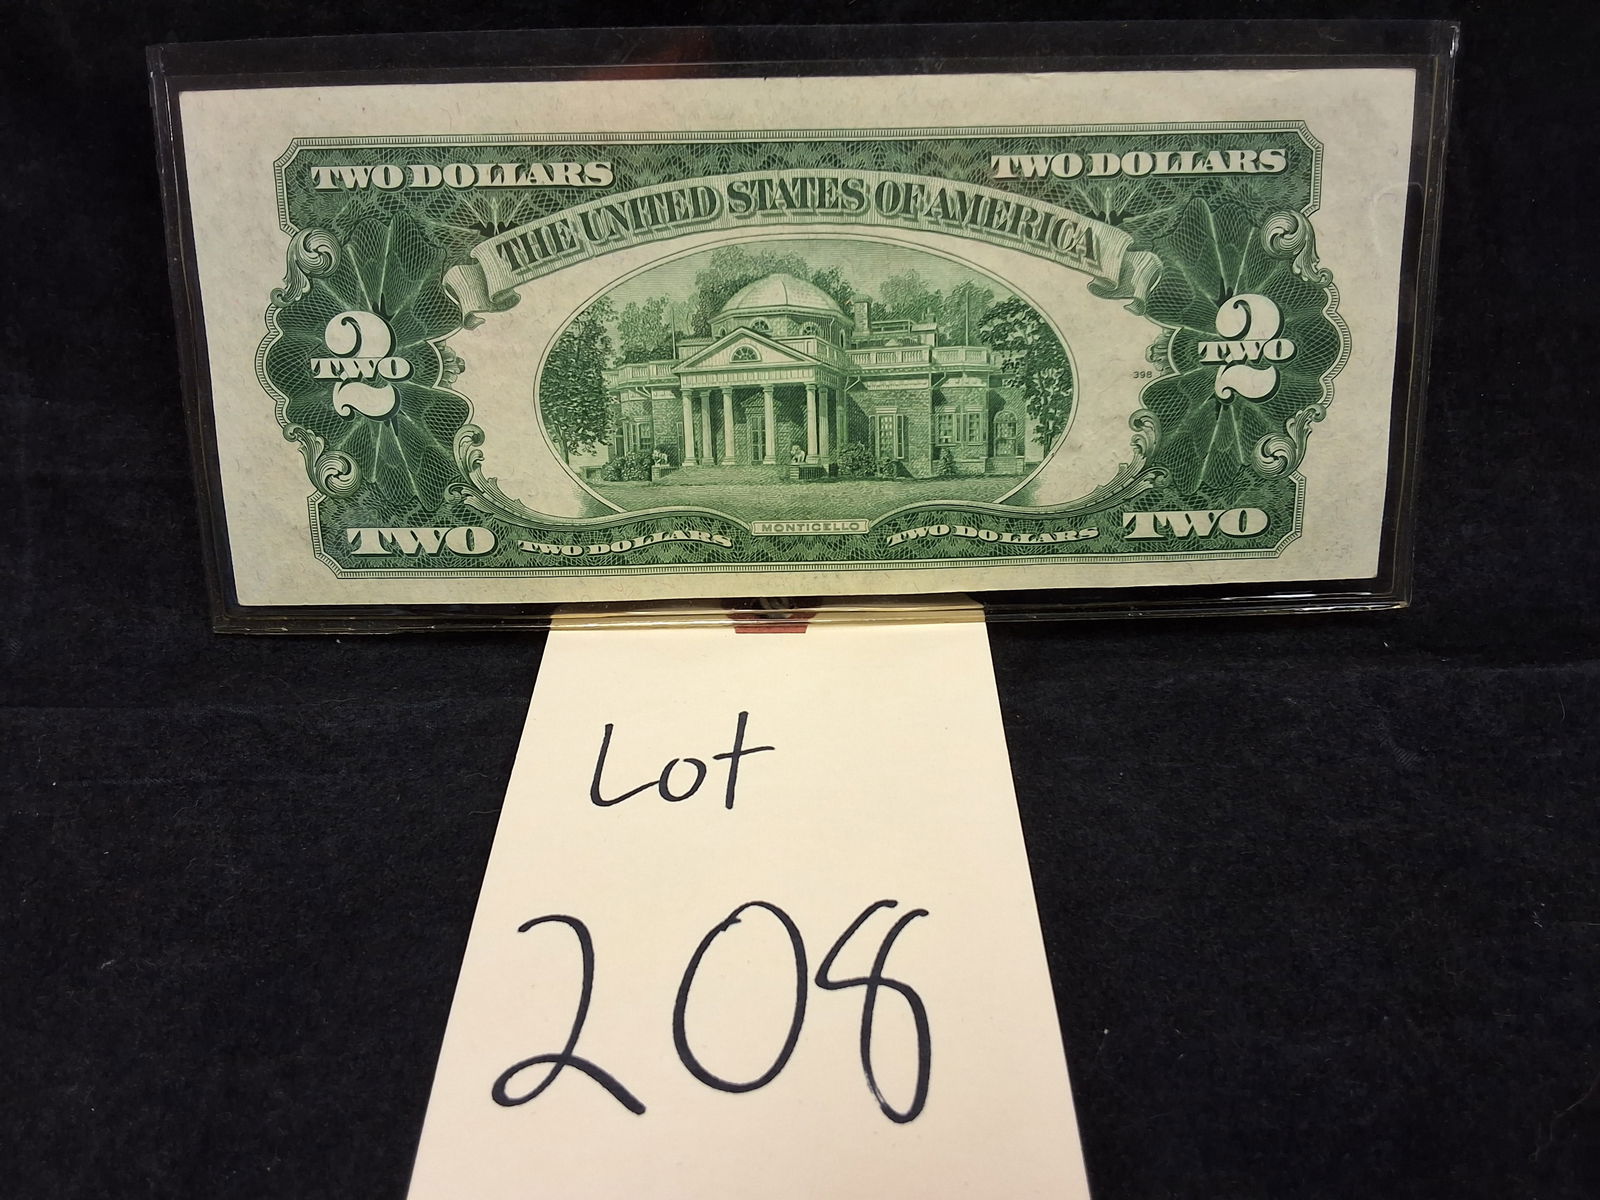 TWO DOLLARS TWO DOLLARS
THE UNITED STATES OF AMERICA
2 2
TWO TWO
398
MONTICELLO
TWO TWO DOLLARS TWO DOLLARS TWO
Lot
208